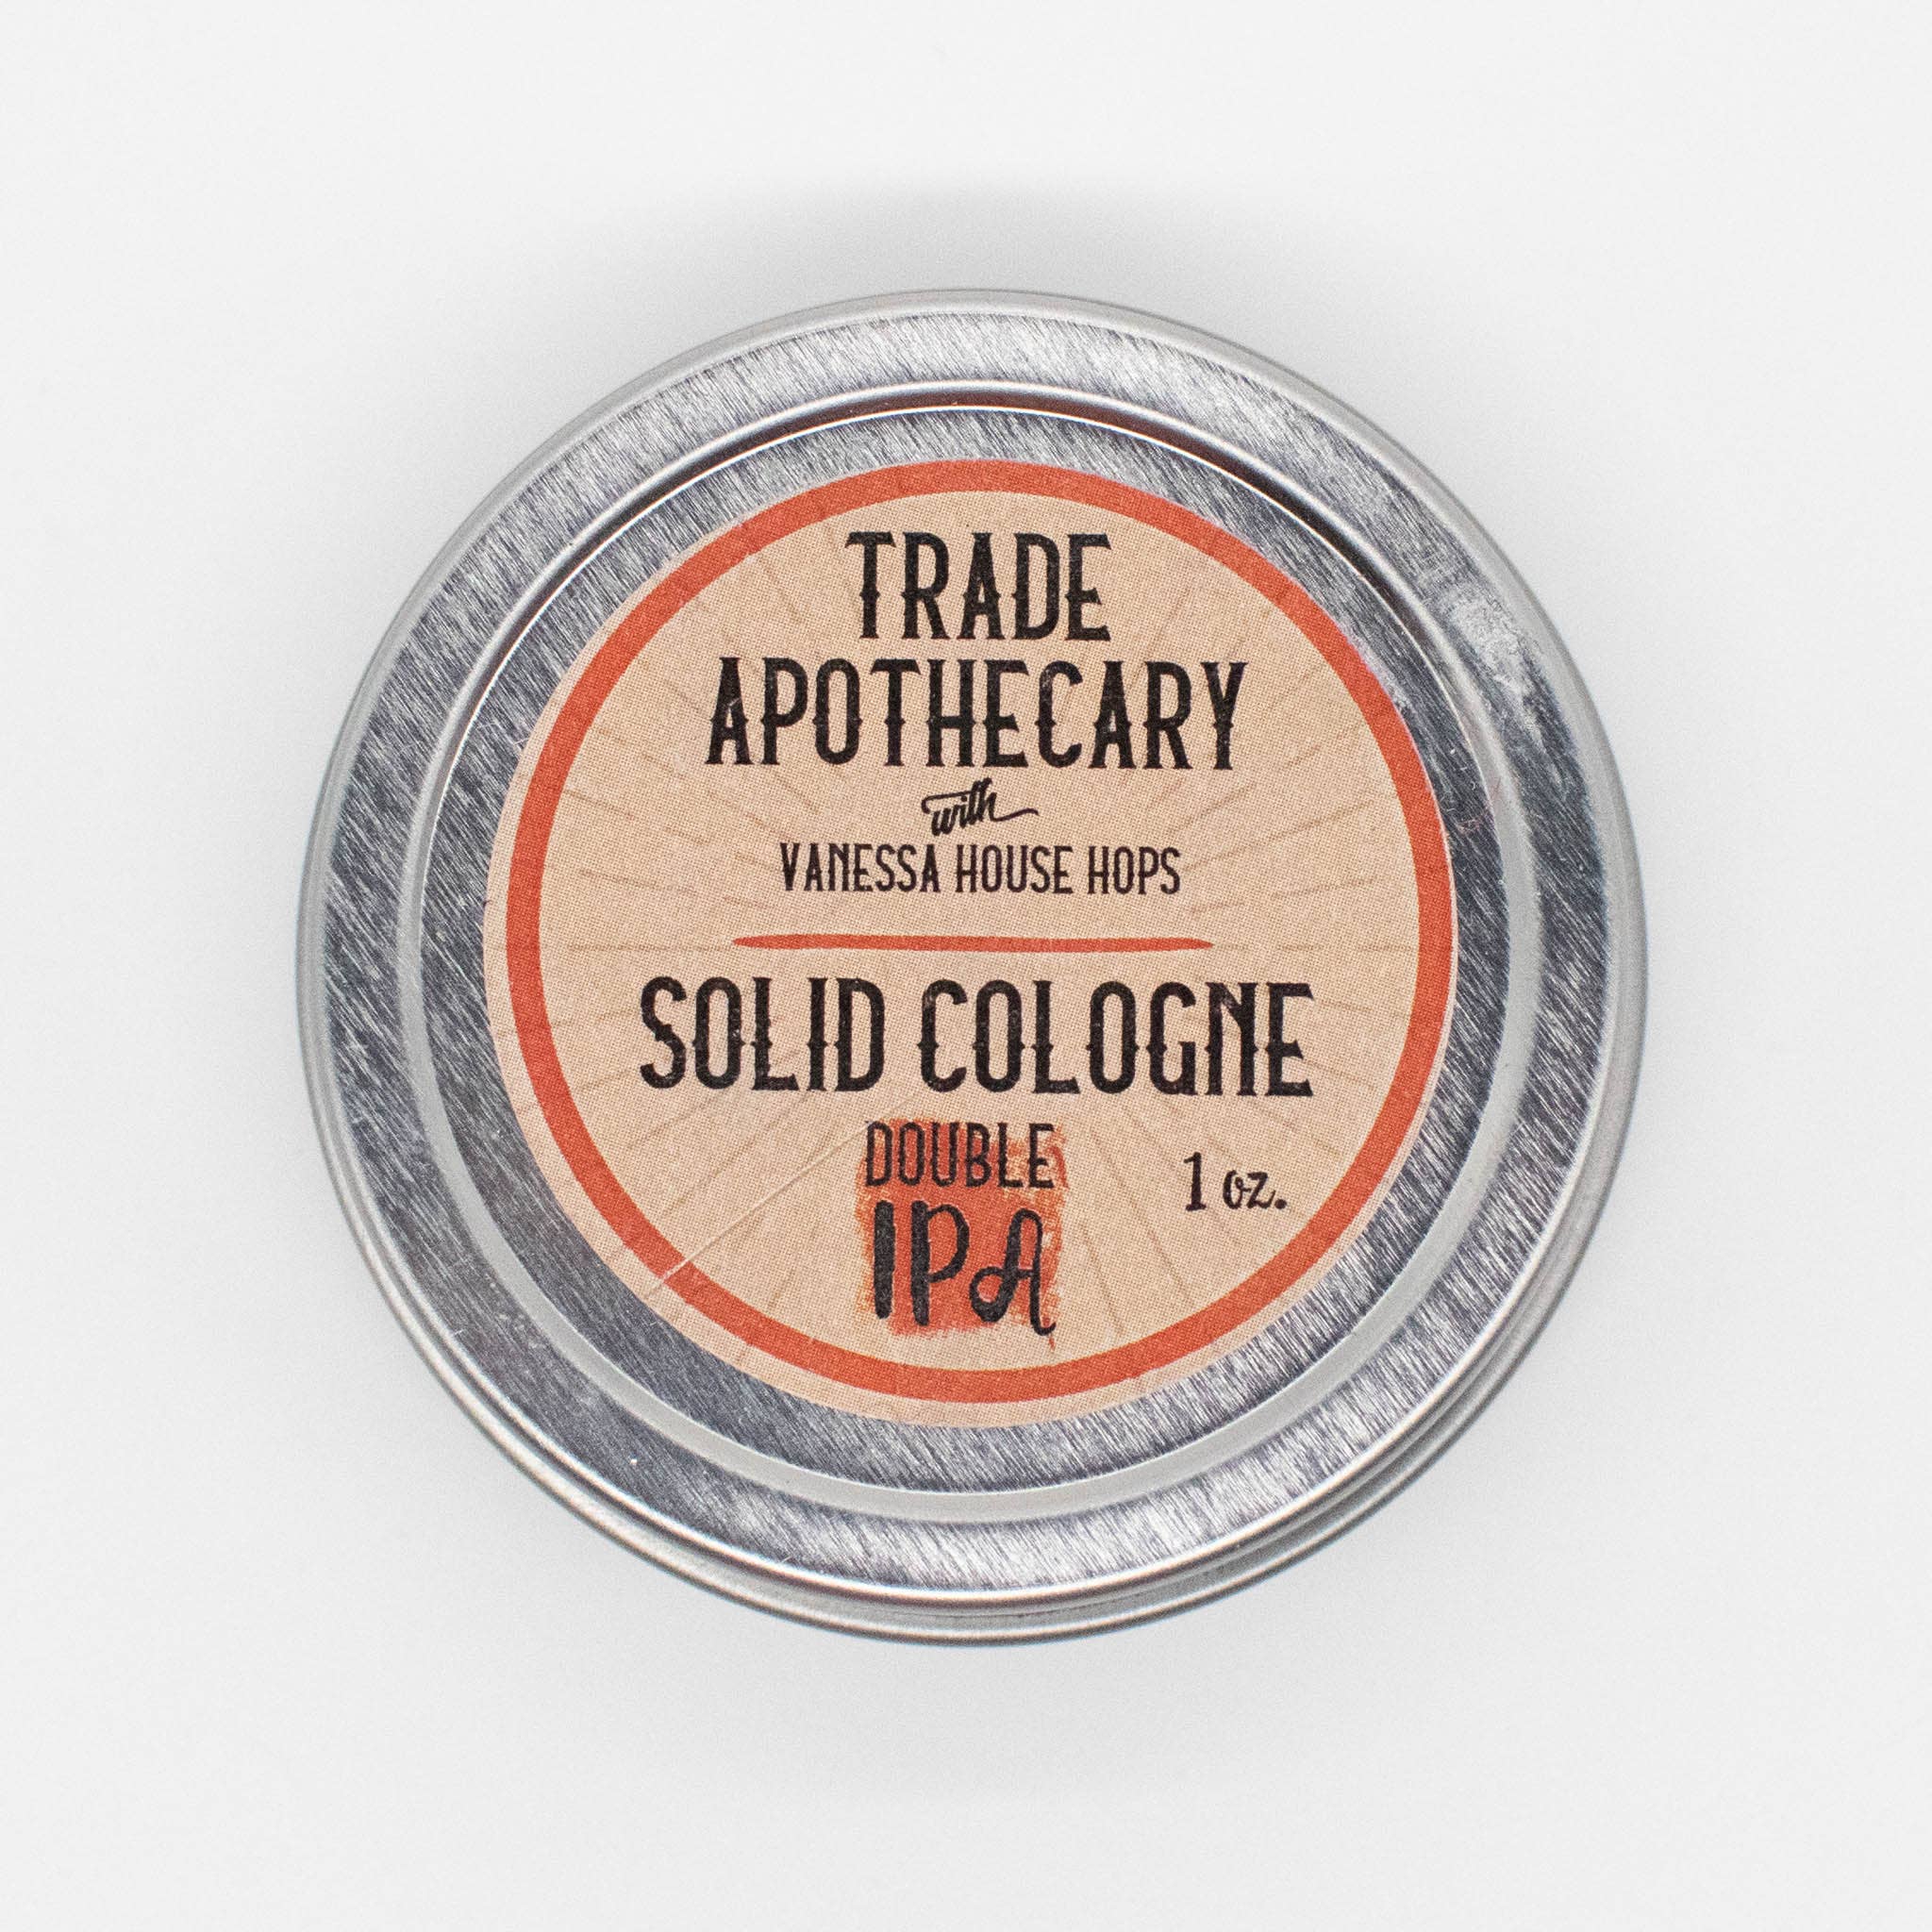 TRADE
APOTHECARY
with
VANESSA HOUSE HOPS
SOLID COLOGNE
DOUBLE
IPA
1 oz.